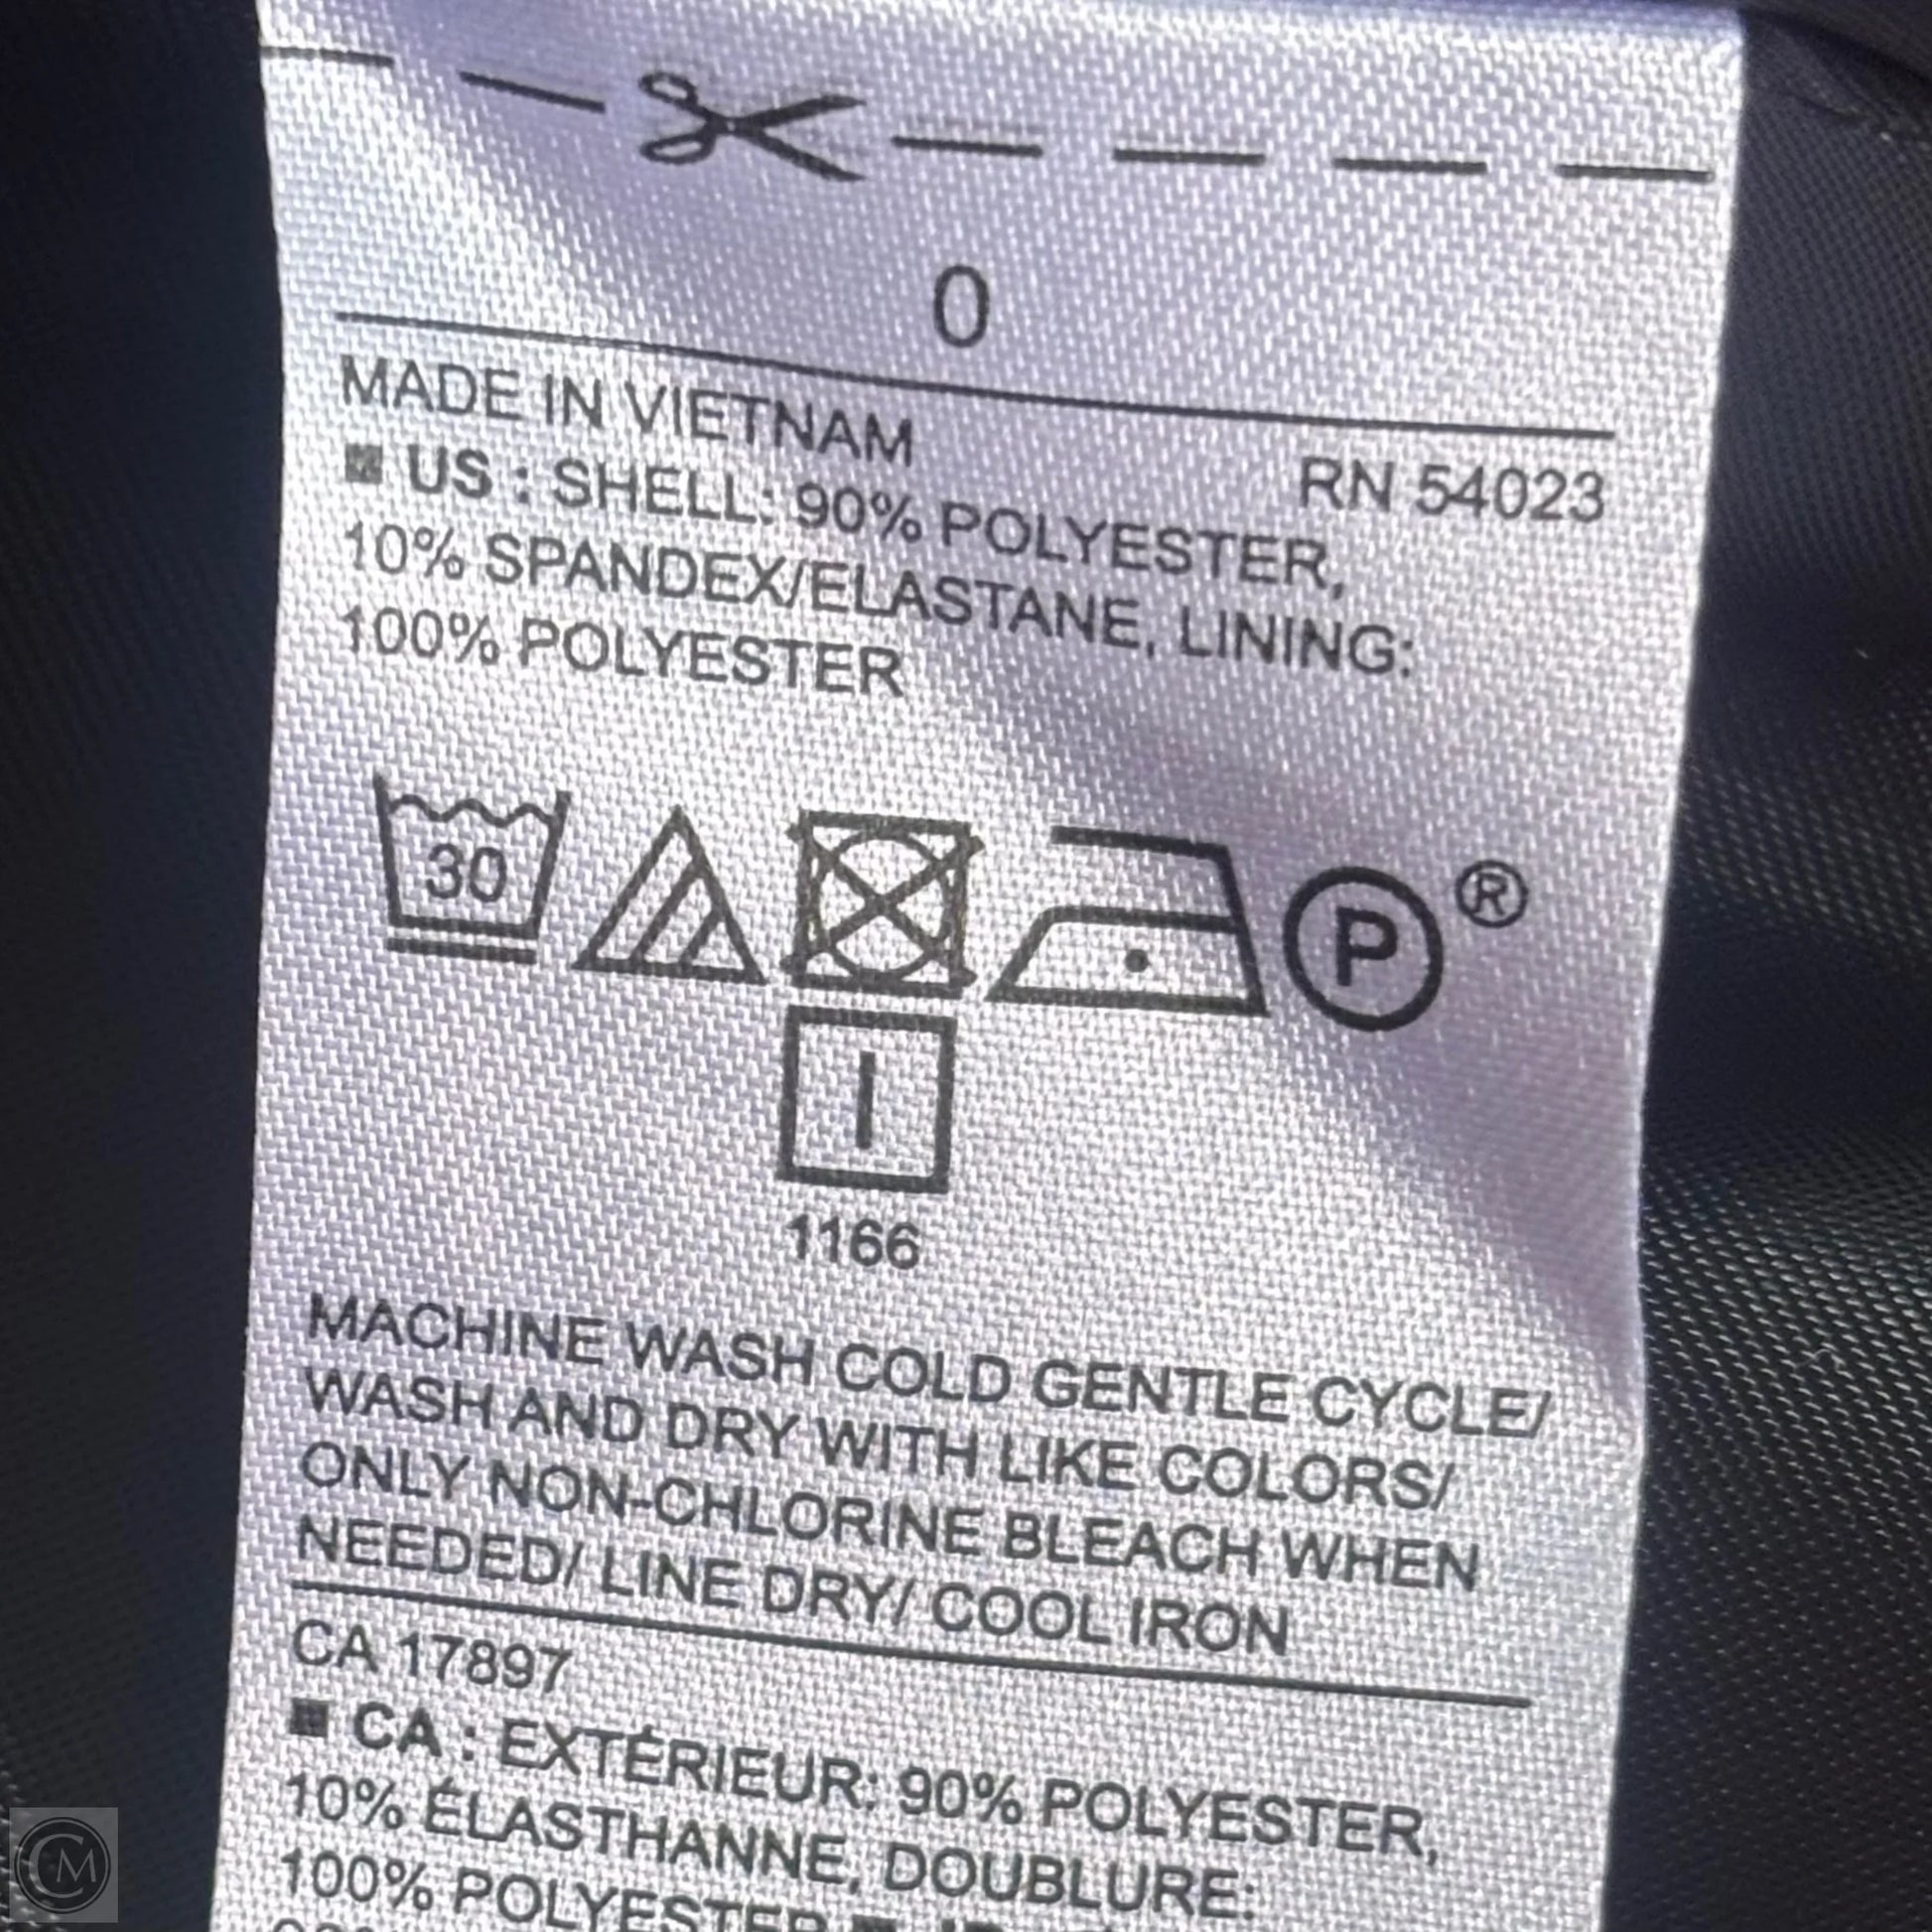 0
MADE IN VIETNAM
RN 54023
■ US : SHELL: 90% POLYESTER,
10% SPANDEX/ELASTANE, LINING:
100% POLYESTER
30
P ®
1166
MACHINE WASH COLD GENTLE CYCLE/
WASH AND DRY WITH LIKE COLORS/
ONLY NON-CHLORINE BLEACH WHEN
NEEDED/ LINE DRY/ COOL IRON
CA 17897
■ CA : EXTÉRIEUR: 90% POLYESTER,
10% ÉLASTHANNE, DOUBLURE:
100% POLYESTER
CM